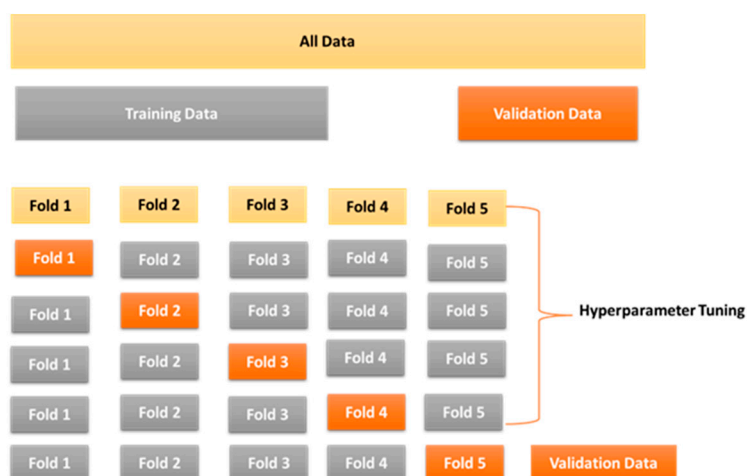 All Data
Training Data Validation Data
Fold 1 Fold 2 Fold 3 Fold 4 Fold 5
Fold 1 Fold 2 Fold 3 Fold 4 Fold 5
Fold 1 Fold 2 Fold 3 Fold 4 Fold 5 Hyperparameter Tuning
Fold 1 Fold 2 Fold 3 Fold 4 Fold 5
Fold 1 Fold 2 Fold 3 Fold 4 Fold 5
Fold 1 Fold 2 Fold 3 Fold 4 Fold 5 Validation Data